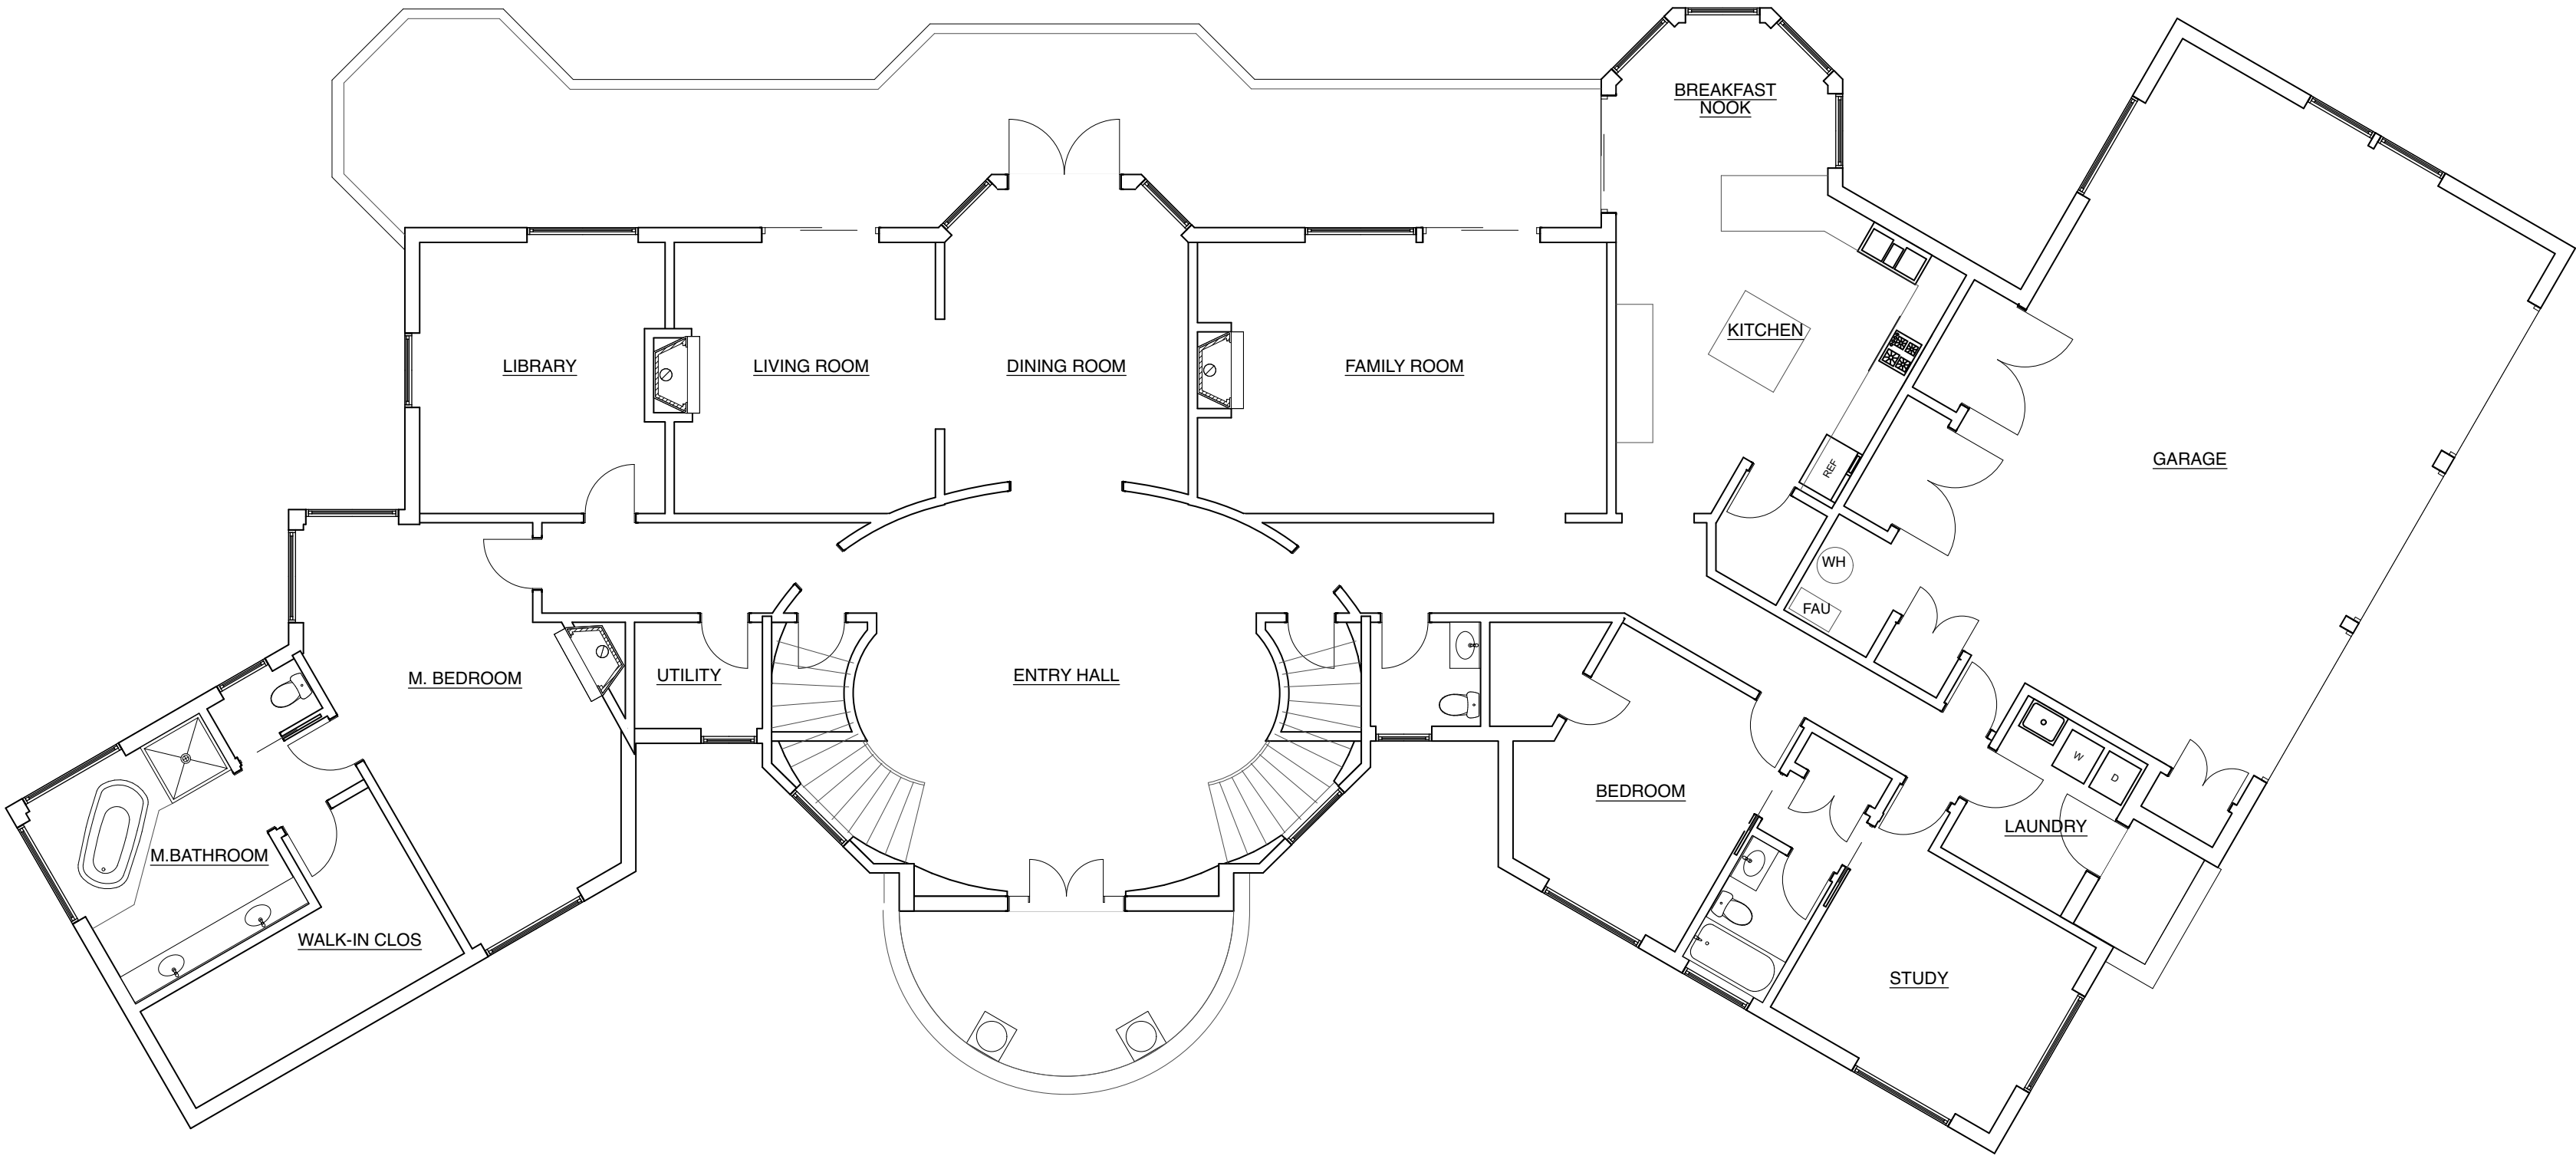 BREAKFAST
NOOK
KITCHEN
LIBRARY
LIVING ROOM
DINING ROOM
FAMILY ROOM
GARAGE
REF
WH
FAU
M. BEDROOM
UTILITY
ENTRY HALL
W
D
BEDROOM
LAUNDRY
M.BATHROOM
WALK-IN CLOS
STUDY